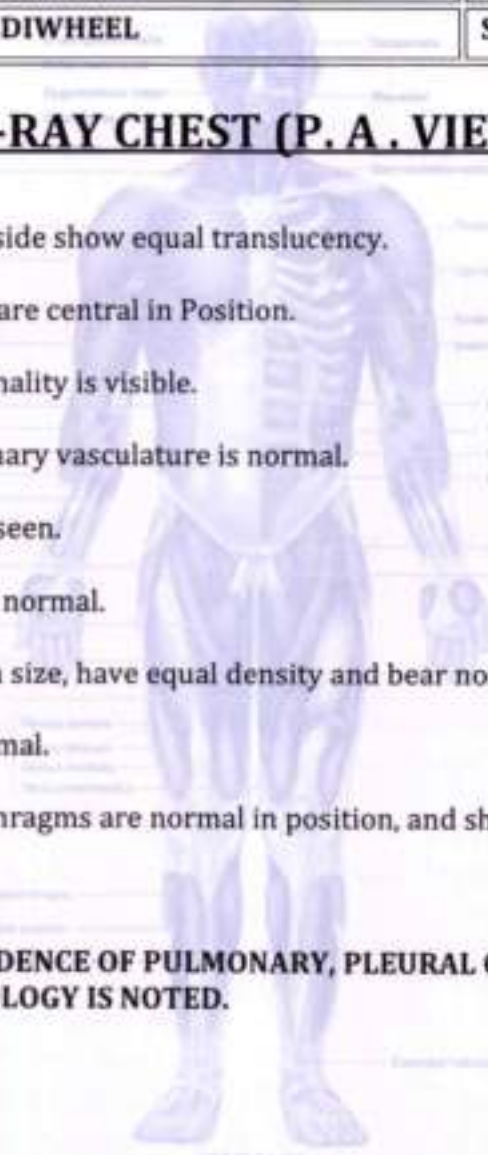 DIWHEEL S
-RAY CHEST (P. A . VIE
side show equal translucency.
are central in Position.
nality is visible.
nary vasculature is normal.
seen.
normal.
n size, have equal density and bear no
mal.
hragms are normal in position, and sh
DENCE OF PULMONARY, PLEURAL
LOGY IS NOTED.